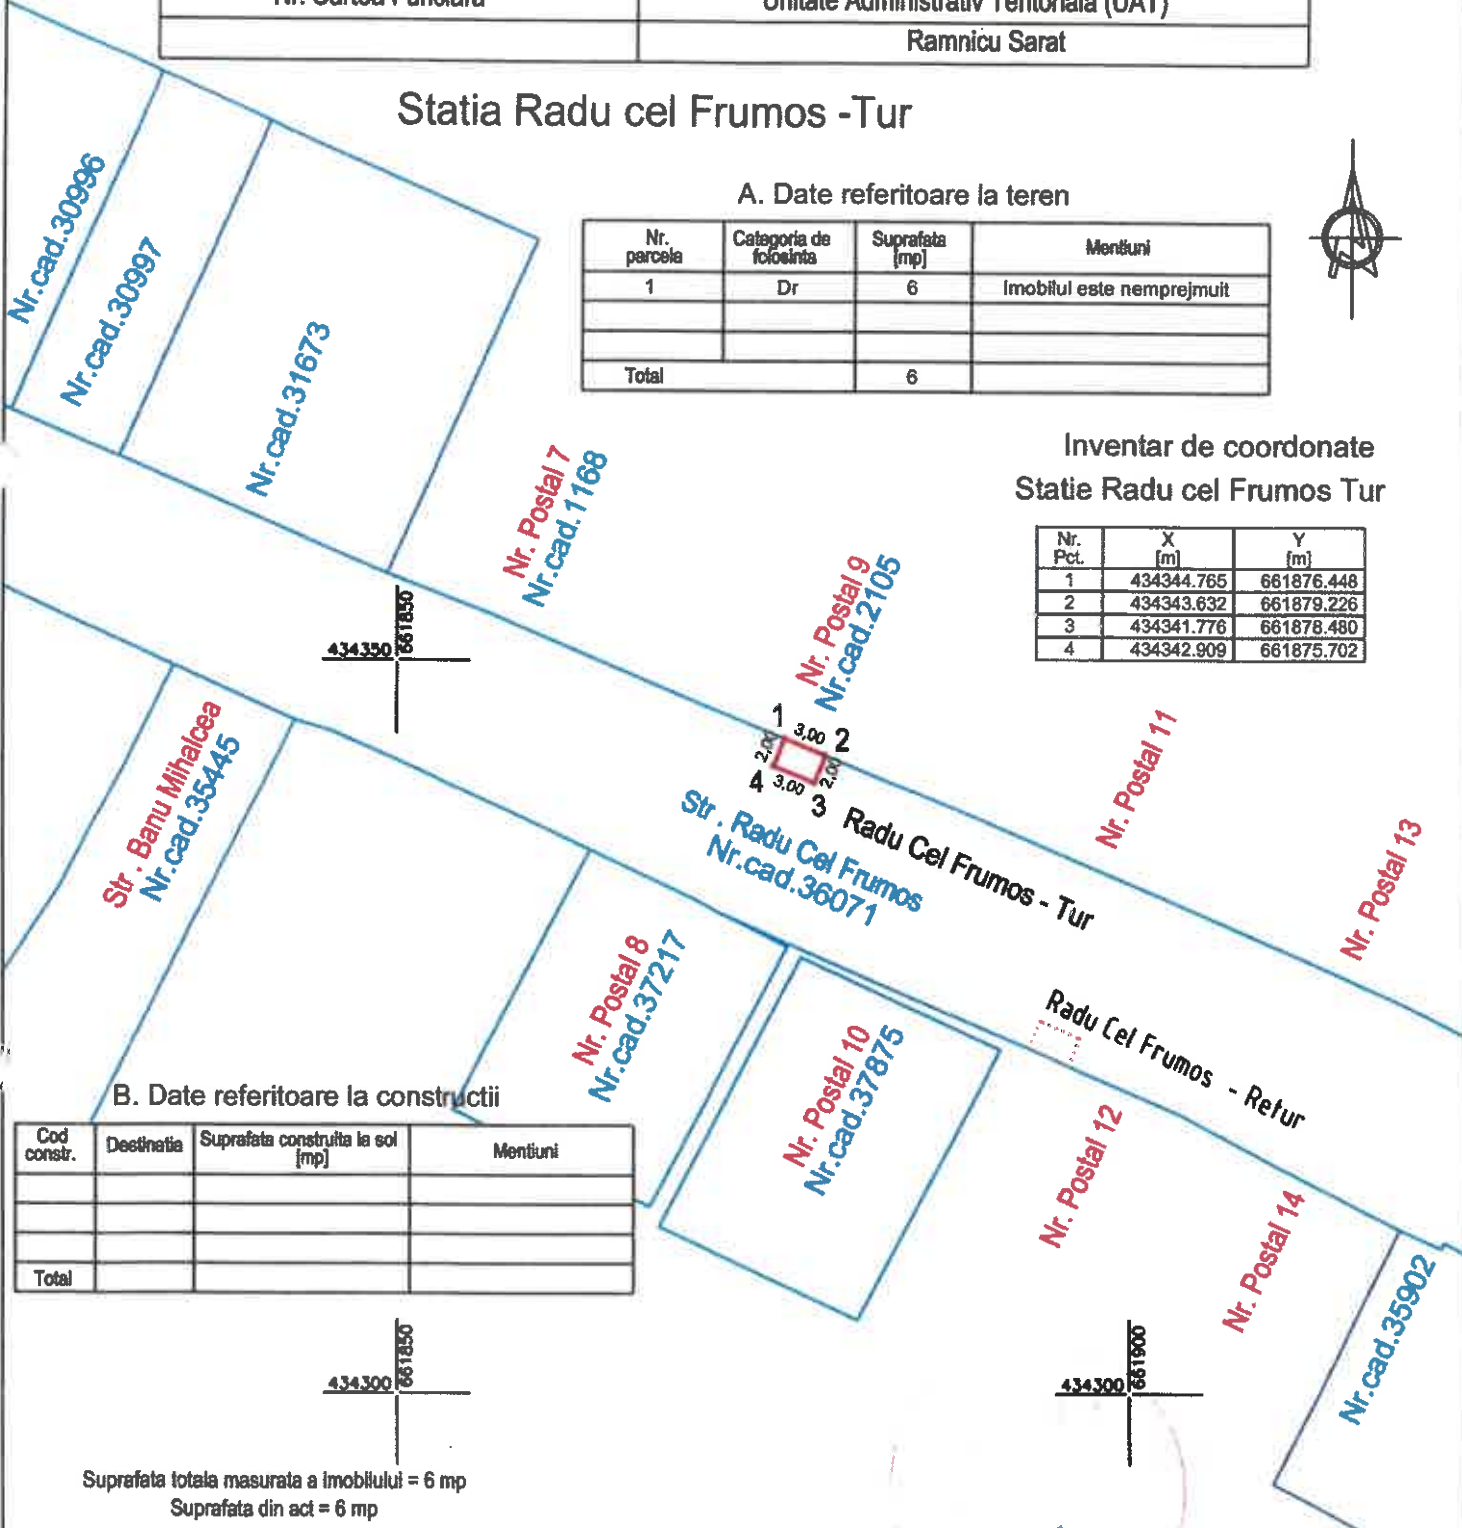 Nr. Cartea Funciara
Unitate Administrativ Teritoriala (UAT)
Ramnicu Sarat
Statia Radu cel Frumos -Tur
A. Date referitoare la teren
Nr. parcela
Categoria de folosinta
Suprafata [mp]
Mentiuni
1 Dr 6 Imobilul este nemprejmuit
Total 6
Inventar de coordonate
Statie Radu cel Frumos Tur
Nr. Pct.
X [m]
Y [m]
1 434344.765 661876.448
2 434343.632 661879.226
3 434341.776 661878.480
4 434342.909 661875.702
Nr.cad.30996
Nr.cad.30997
Nr.cad.31673
Nr. Postal 7
Nr.cad.1168
Nr. Postal 9
Nr.cad.2105
434350
661850
1
3,00
2
2,00
2,00
4
3,00
3
Nr. Postal 11
Nr. Postal 13
Str . Banu Mihalcea
Nr.cad.35445
Str . Radu Cel Frumos
Nr.cad.36071
Radu Cel Frumos - Tur
Nr. Postal 8
Nr.cad.37217
Nr. Postal 10
Nr.cad.37875
Radu Cel Frumos - Retur
Nr. Postal 12
Nr. Postal 14
Nr.cad.35902
B. Date referitoare la constructii
Cod constr.
Destinatia
Suprafata construita la sol [mp]
Mentiuni
Total
434300
661850
434300
661900
Suprafata totala masurata a imobilului = 6 mp
Suprafata din act = 6 mp